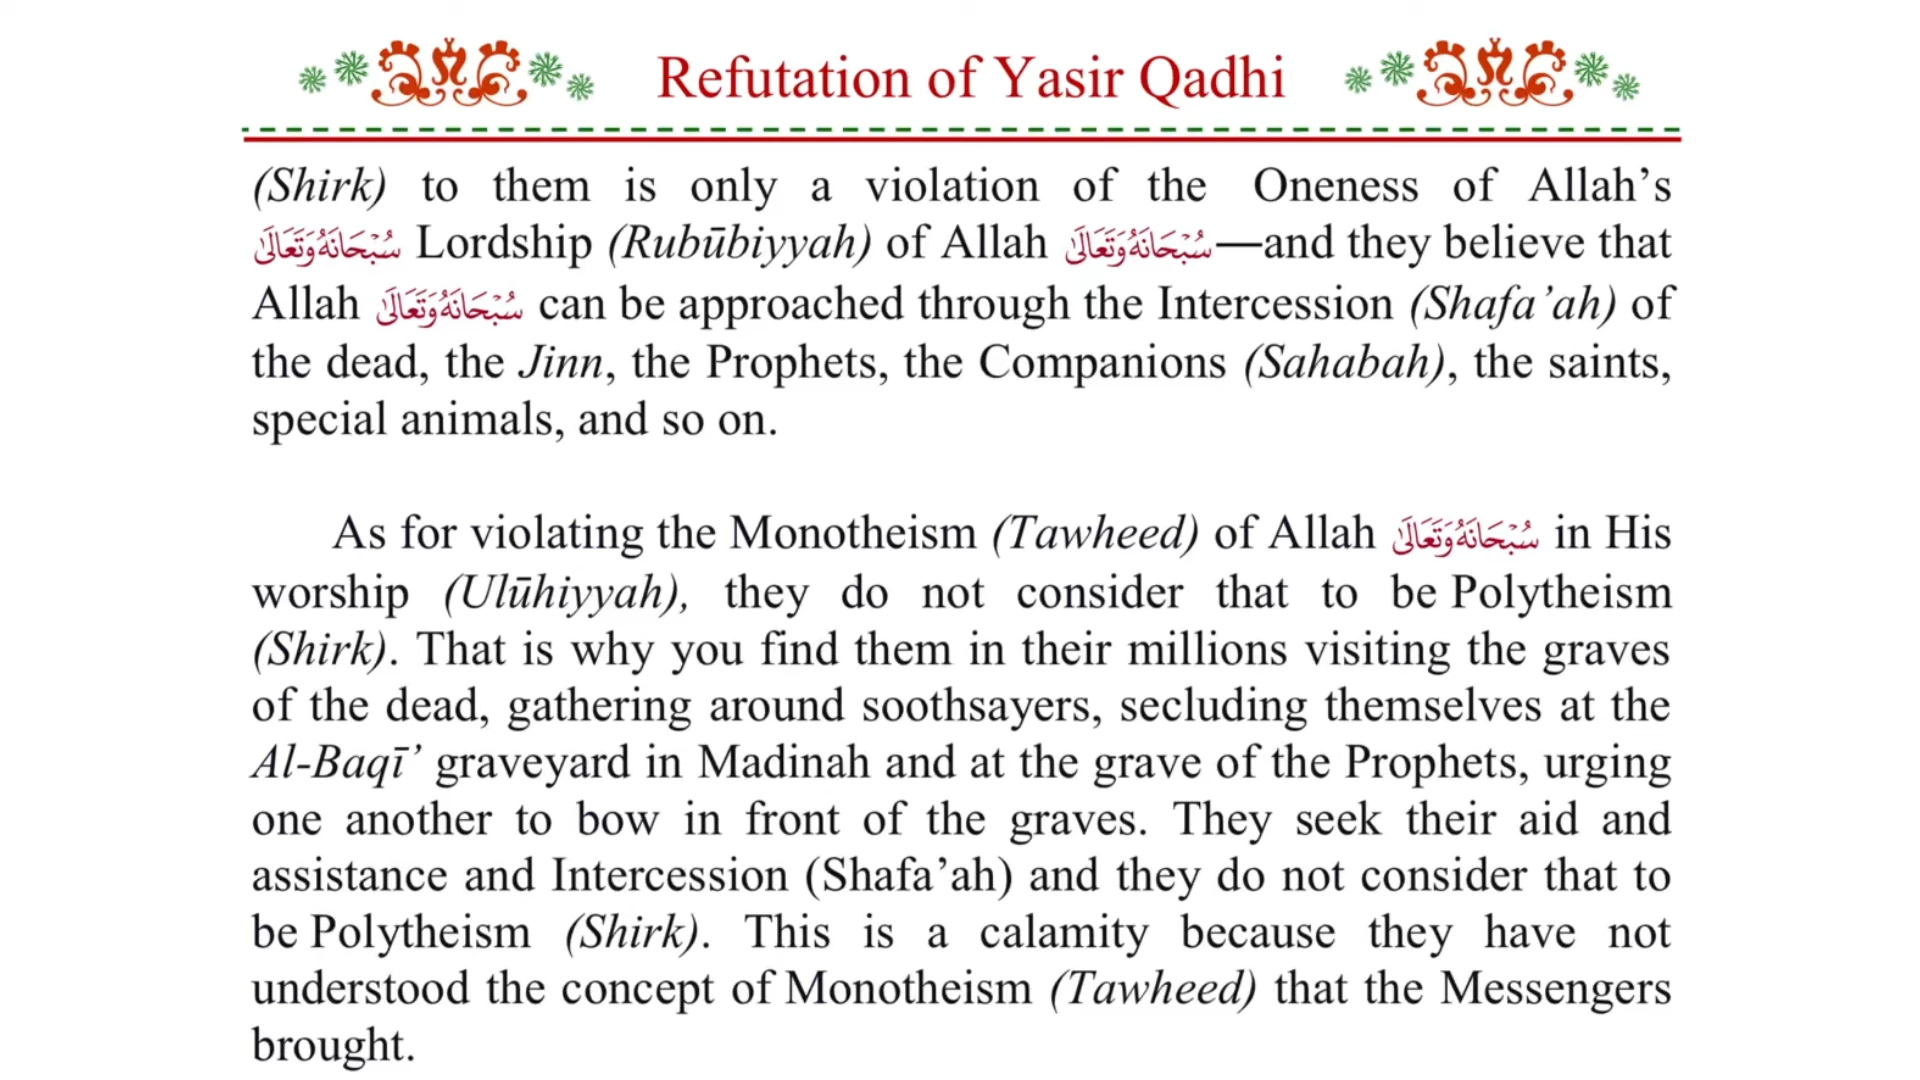 Refutation of Yasir Qadhi
(Shirk) to them is only a violation of the Oneness of Allah’s
سُبْحَانَهُ وَتَعَالَىٰ Lordship (Rubūbiyyah) of Allah سُبْحَانَهُ وَتَعَالَىٰ—and they believe that
Allah سُبْحَانَهُ وَتَعَالَىٰ can be approached through the Intercession (Shafa’ah) of
the dead, the Jinn, the Prophets, the Companions (Sahabah), the saints,
special animals, and so on.
As for violating the Monotheism (Tawheed) of Allah سُبْحَانَهُ وَتَعَالَىٰ in His
worship (Ulūhiyyah), they do not consider that to be Polytheism
(Shirk). That is why you find them in their millions visiting the graves
of the dead, gathering around soothsayers, secluding themselves at the
Al-Baqī’ graveyard in Madinah and at the grave of the Prophets, urging
one another to bow in front of the graves. They seek their aid and
assistance and Intercession (Shafa’ah) and they do not consider that to
be Polytheism (Shirk). This is a calamity because they have not
understood the concept of Monotheism (Tawheed) that the Messengers
brought.